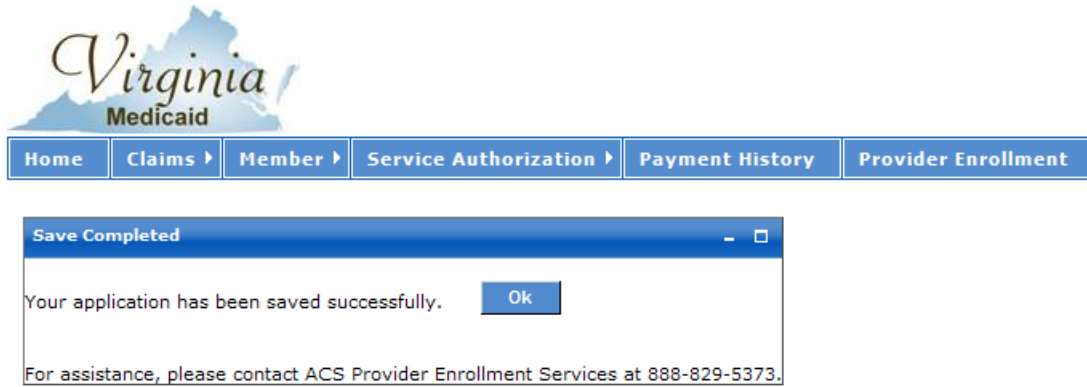 Virginia
Medicaid
Home Claims Member Service Authorization Payment History Provider Enrollment
Save Completed
Your application has been saved successfully. Ok
For assistance, please contact ACS Provider Enrollment Services at 888-829-5373.